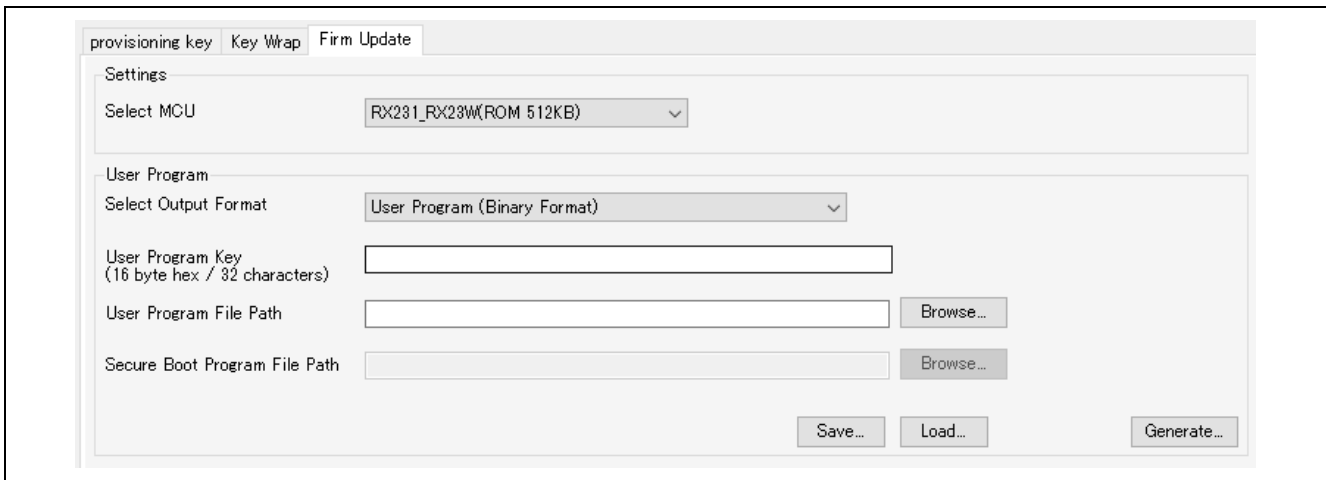 provisioning key Key Wrap Firm Update
Settings
Select MCU RX231_RX23W(ROM 512KB)
User Program
Select Output Format User Program (Binary Format)
User Program Key
(16 byte hex / 32 characters)
User Program File Path Browse...
Secure Boot Program File Path Browse...
Save... Load... Generate...